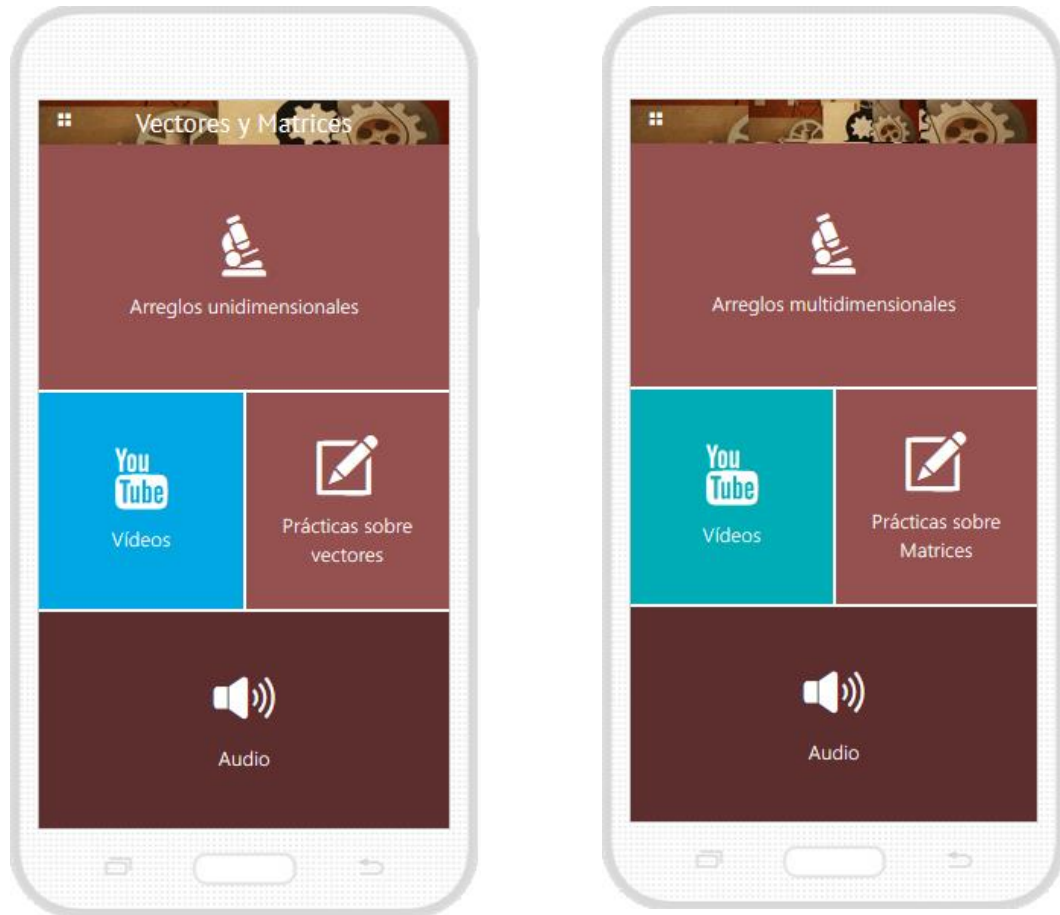 Vectores y Matrices
Arreglos unidimensionales
You
Tube
Vídeos
Prácticas sobre
vectores
Audio
Arreglos multidimensionales
You
Tube
Vídeos
Prácticas sobre
Matrices
Audio